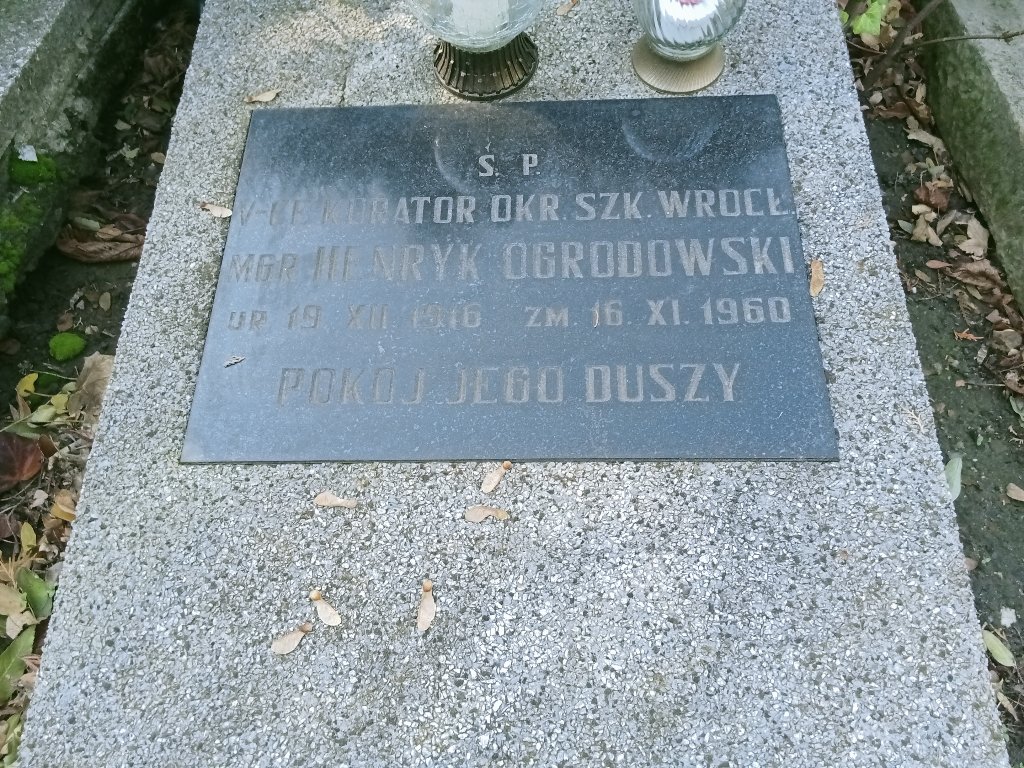 Ś. P.
V-CE KURATOR OKR. SZK. WROCŁ.
MGR HENRYK OGRODOWSKI
UR 19. XII 1916 ZM. 16. XI. 1960
POKÓJ JEGO DUSZY